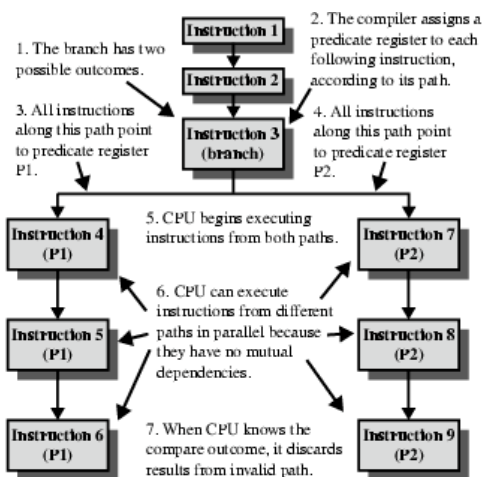 Instruction 1
Instruction 2
Instruction 3
(branch)
1. The branch has two
possible outcomes.
2. The compiler assigns a
predicate register to each
following instruction,
according to its path.
3. All instructions
along this path point
to predicate register
P1.
4. All instructions
along this path point
to predicate register
P2.
Instruction 4
(P1)
5. CPU begins executing
instructions from both paths.
Instruction 7
(P2)
6. CPU can execute
instructions from different
paths in parallel because
they have no mutual
dependencies.
Instruction 5
(P1)
Instruction 8
(P2)
Instruction 6
(P1)
7. When CPU knows the
compare outcome, it discards
results from invalid path.
Instruction 9
(P2)